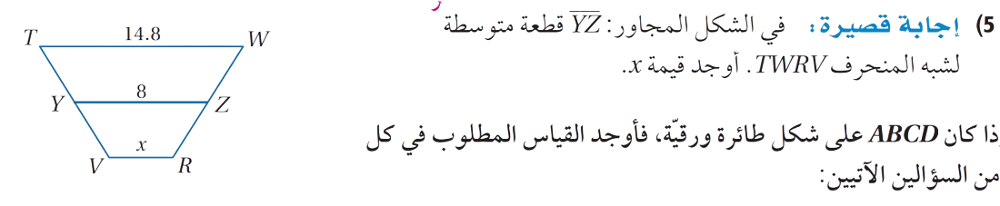 5) إجابة قصيرة: في الشكل المجاور: YZ قطعة متوسطة
لشبه المنحرف TWRV. أوجد قيمة x.
T 14.8 W
Y 8 Z
x
V R
ذا كان ABCD على شكل طائرة ورقيّة، فأوجد القياس المطلوب في كل
من السؤالين الآتيين: